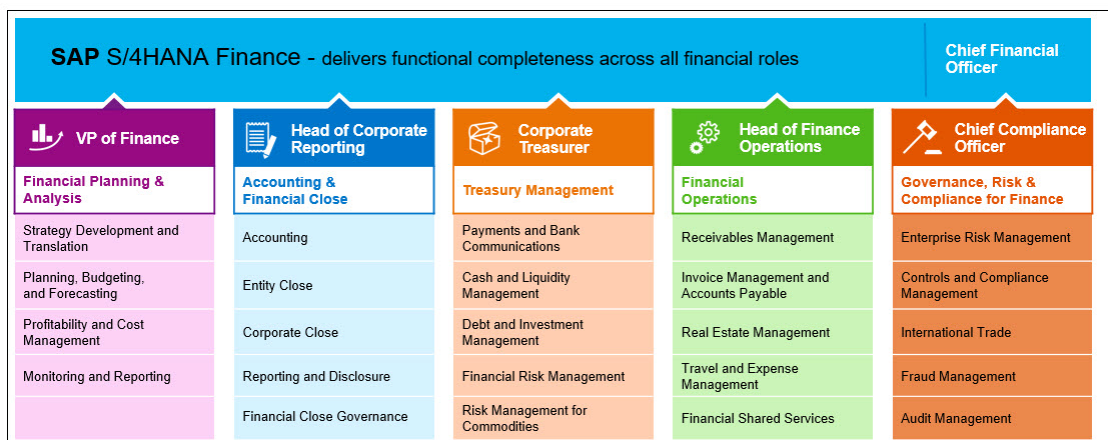 SAP S/4HANA Finance - delivers functional completeness across all financial roles
Chief Financial
Officer
VP of Finance
Financial Planning &
Analysis
Strategy Development and
Translation
Planning, Budgeting,
and Forecasting
Profitability and Cost
Management
Monitoring and Reporting
Head of Corporate
Reporting
Accounting &
Financial Close
Accounting
Entity Close
Corporate Close
Reporting and Disclosure
Financial Close Governance
Corporate
Treasurer
Treasury Management
Payments and Bank
Communications
Cash and Liquidity
Management
Debt and Investment
Management
Financial Risk Management
Risk Management for
Commodities
Head of Finance
Operations
Financial
Operations
Receivables Management
Invoice Management and
Accounts Payable
Real Estate Management
Travel and Expense
Management
Financial Shared Services
Chief Compliance
Officer
Governance, Risk &
Compliance for Finance
Enterprise Risk Management
Controls and Compliance
Management
International Trade
Fraud Management
Audit Management